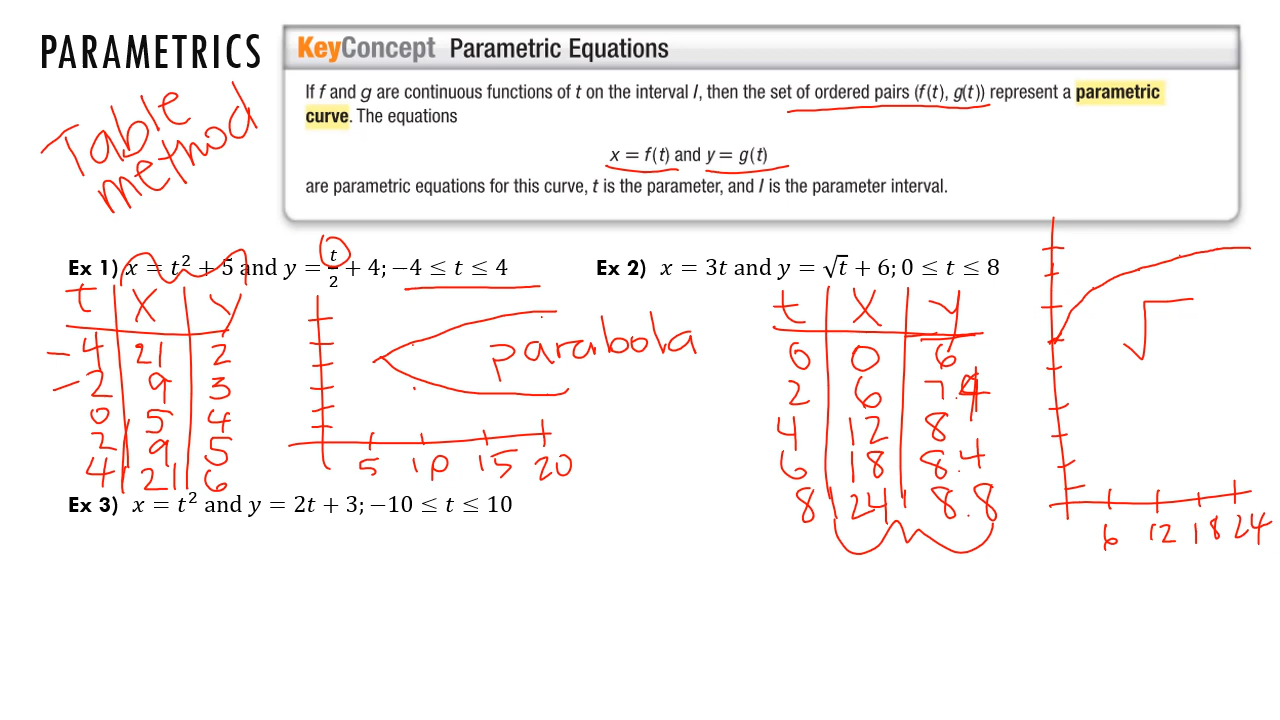 PARAMETRICS
Table
method
KeyConcept Parametric Equations
If f and g are continuous functions of t on the interval I, then the set of ordered pairs (f(t), g(t)) represent a parametric
curve. The equations
x = f(t) and y = g(t)
are parametric equations for this curve, t is the parameter, and I is the parameter interval.
Ex 1) x = t² + 5 and y = t/2 + 4; −4 ≤ t ≤ 4
t X Y
-4 21 2
-2 9 3
0 5 4
2 9 5
4 21 6
parabola
5 10 15 20
Ex 2) x = 3t and y = √t + 6; 0 ≤ t ≤ 8
t X Y
0 0 6
2 6 7.4
4 12 8
6 18 8.4
8 24 8.8
√
6 12 18 24
Ex 3) x = t² and y = 2t + 3; −10 ≤ t ≤ 10